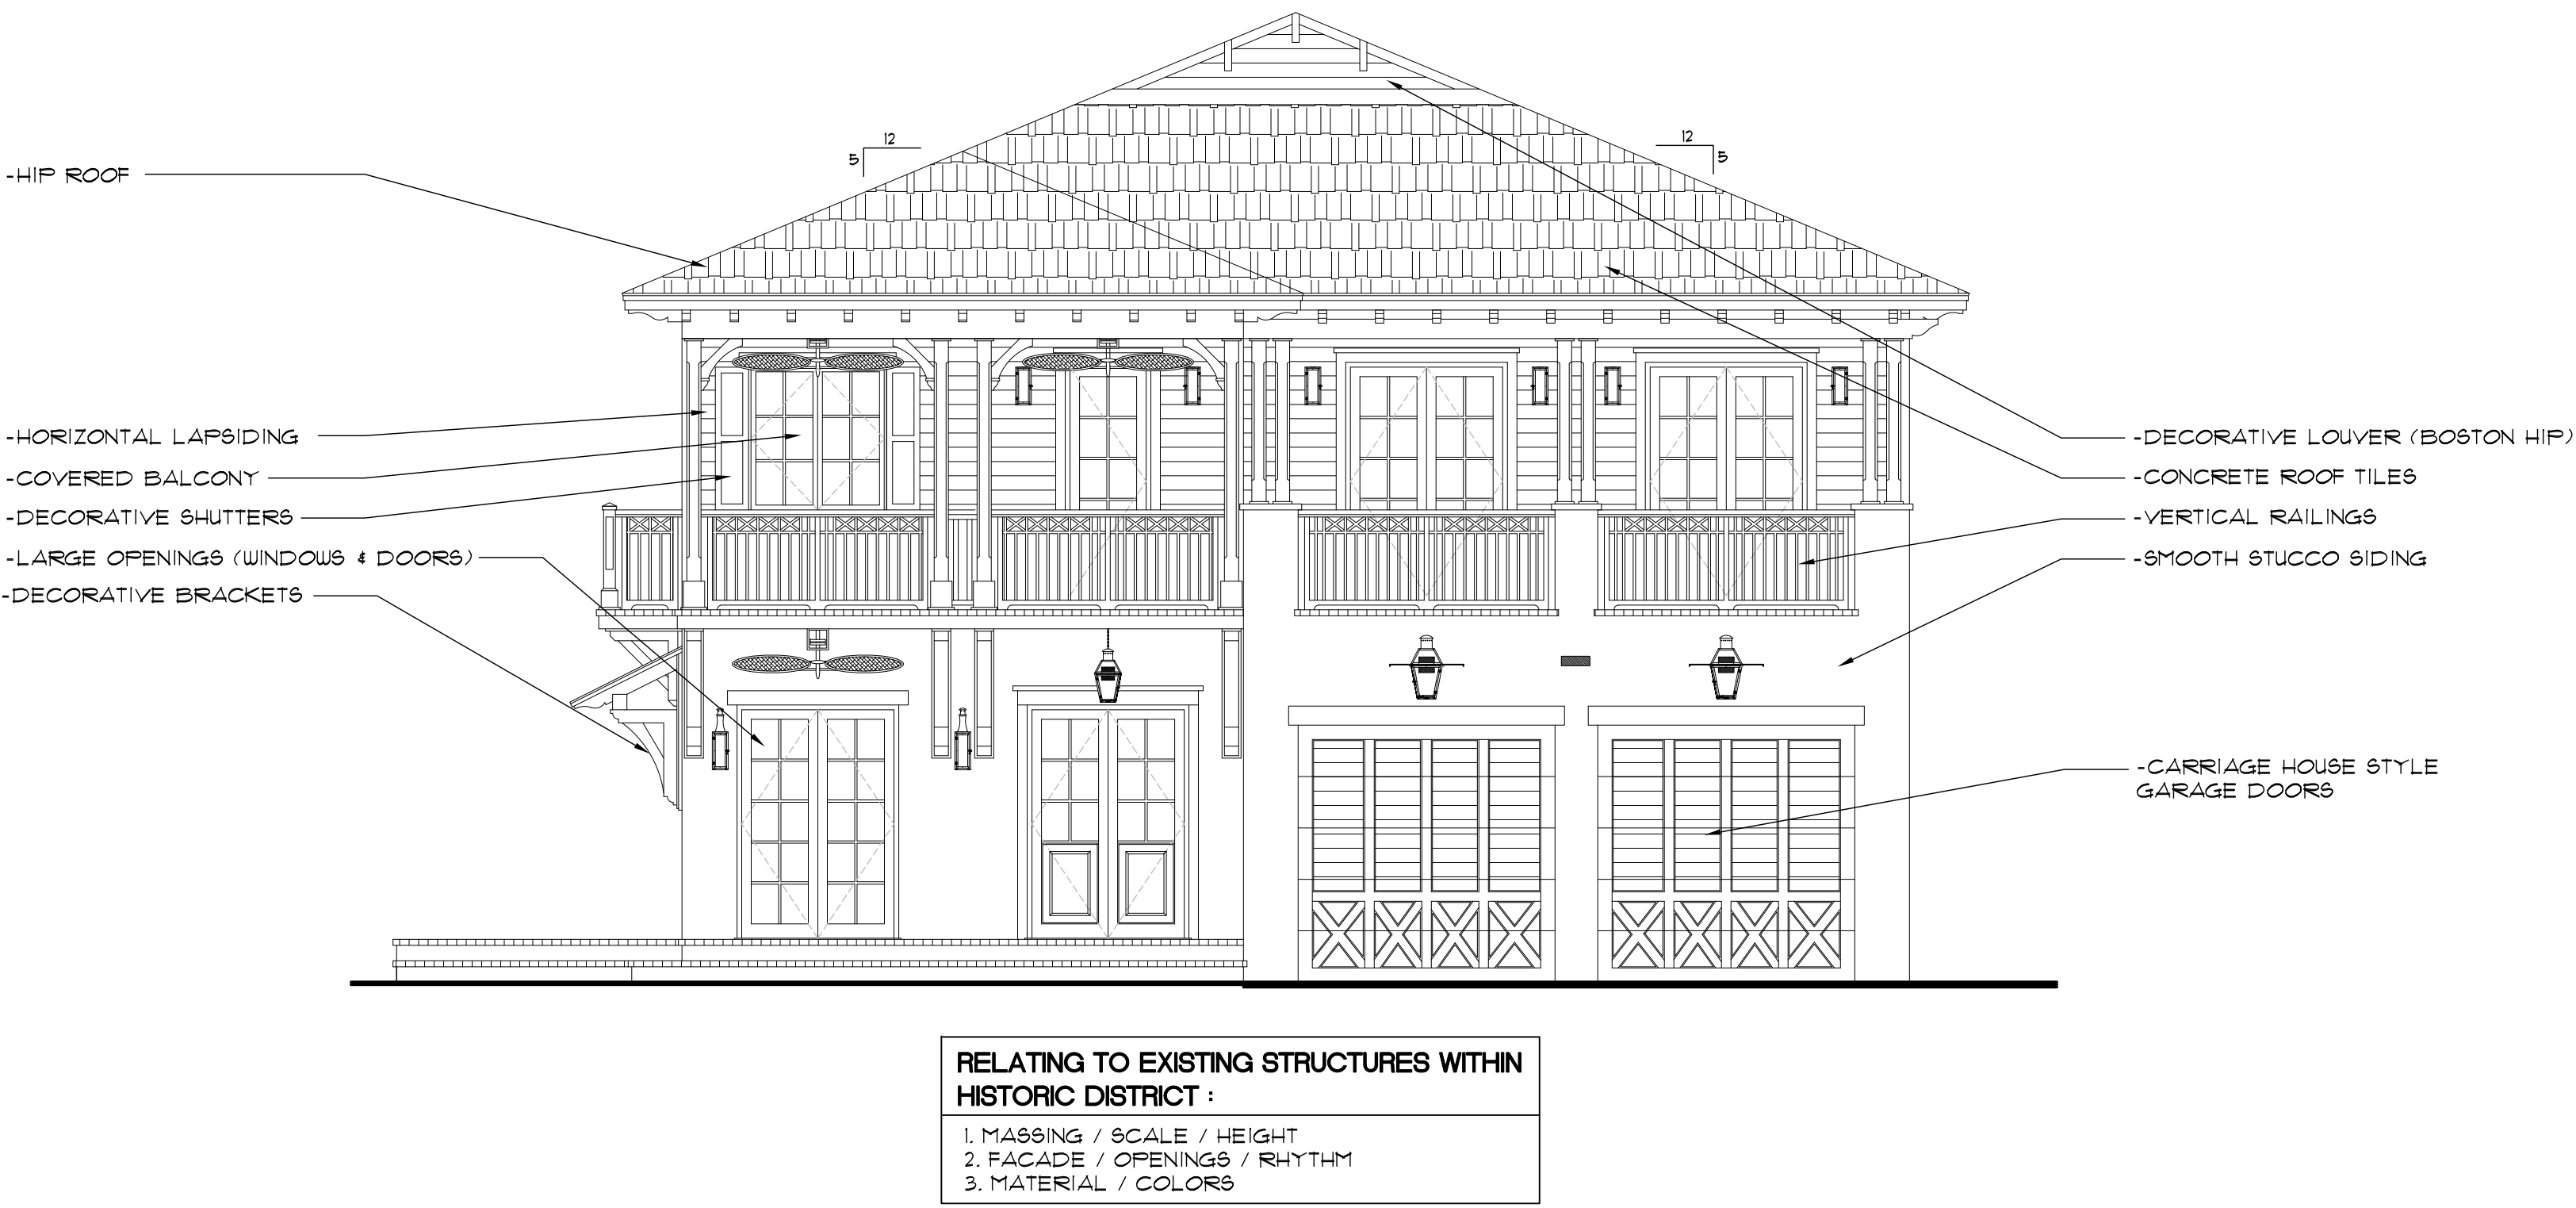 12
5
12
5
-HIP ROOF
-HORIZONTAL LAPSIDING
-COVERED BALCONY
-DECORATIVE SHUTTERS
-LARGE OPENINGS (WINDOWS & DOORS)
-DECORATIVE BRACKETS
-DECORATIVE LOUVER (BOSTON HIP)
-CONCRETE ROOF TILES
-VERTICAL RAILINGS
-SMOOTH STUCCO SIDING
-CARRIAGE HOUSE STYLE
GARAGE DOORS
RELATING TO EXISTING STRUCTURES WITHIN
HISTORIC DISTRICT :
1. MASSING / SCALE / HEIGHT
2. FACADE / OPENINGS / RHYTHM
3. MATERIAL / COLORS